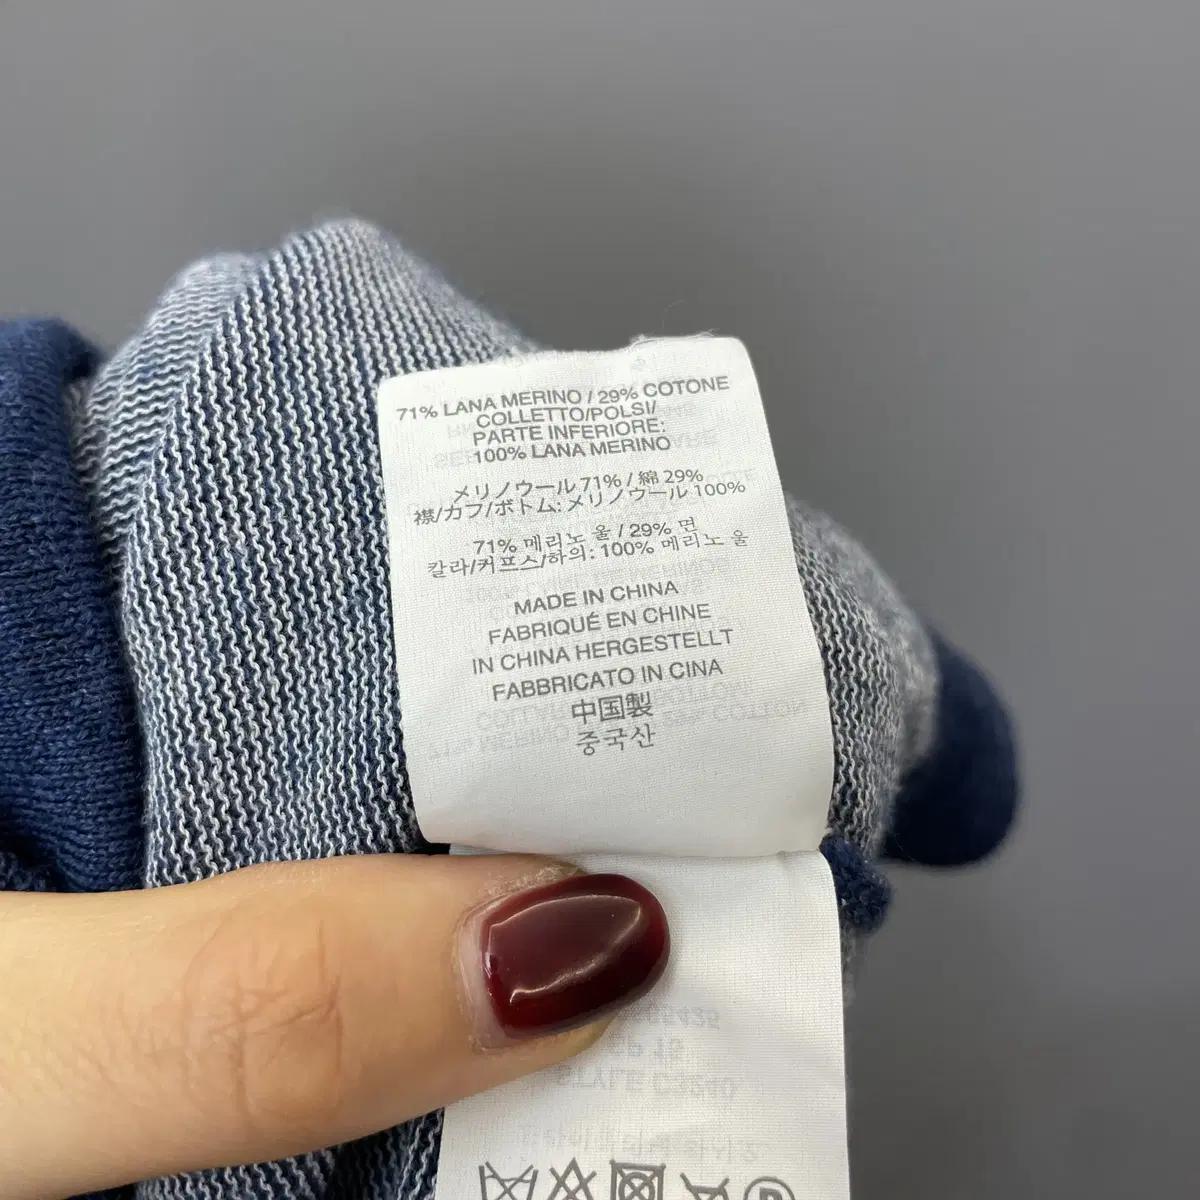 71% LANA MERINO / 29% COTONE
COLLETTO/POLSI/
PARTE INFERIORE:
100% LANA MERINO
メリノウール 71% / 綿 29%
襟/カフ/ボトム: メリノウール 100%
71% 메리노 울 / 29% 면
칼라/커프스/하의: 100% 메리노 울
MADE IN CHINA
FABRIQUÉ EN CHINE
IN CHINA HERGESTELLT
FABBRICATO IN CINA
中国製
중국산